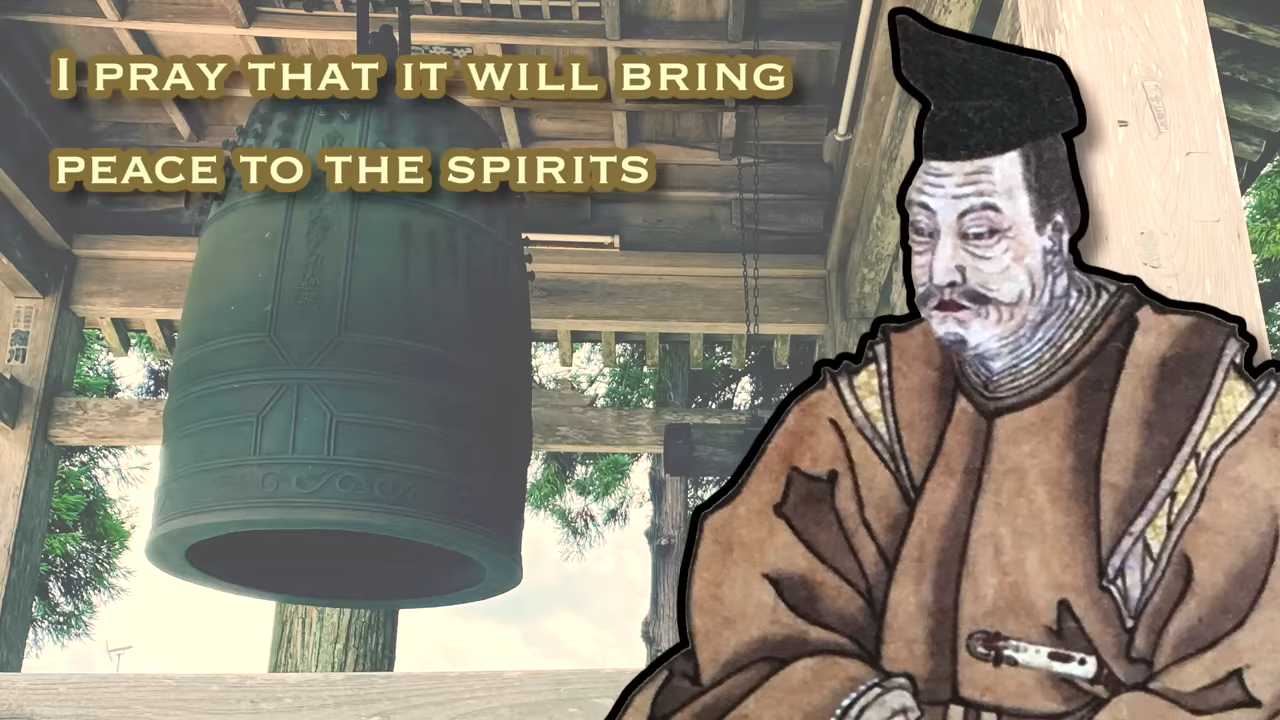 I PRAY THAT IT WILL BRING
PEACE TO THE SPIRITS